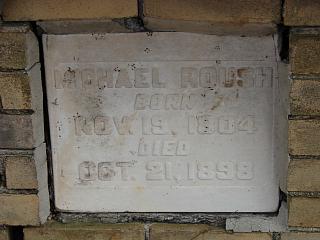 MICHAEL ROUSH
BORN
NOV. 19, 1804
DIED
OCT. 21, 1898